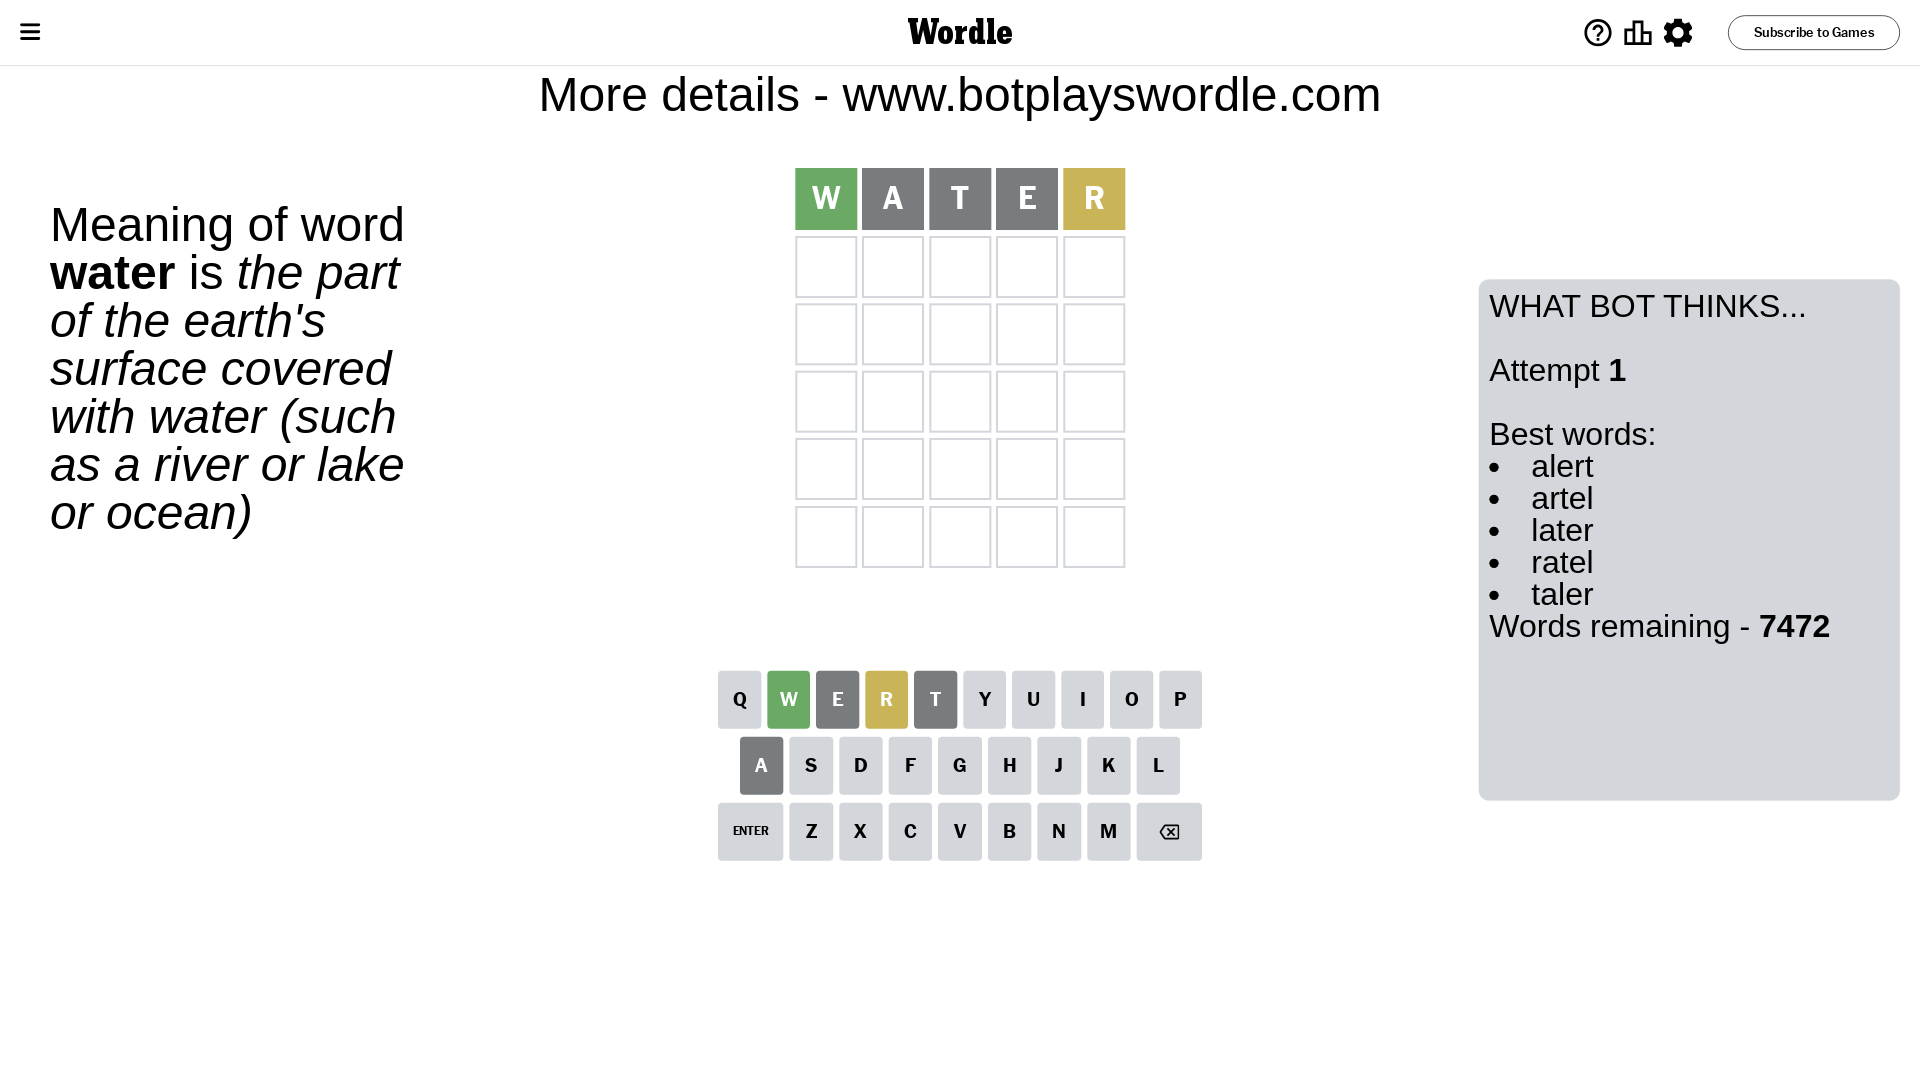 Wordle
Subscribe to Games
More details - www.botplayswordle.com
Meaning of word
water is the part
of the earth's
surface covered
with water (such
as a river or lake
or ocean)
W A T E R
WHAT BOT THINKS...
Attempt 1
Best words:
• alert
• artel
• later
• ratel
• taler
Words remaining - 7472
Q W E R T Y U I O P
A S D F G H J K L
ENTER Z X C V B N M